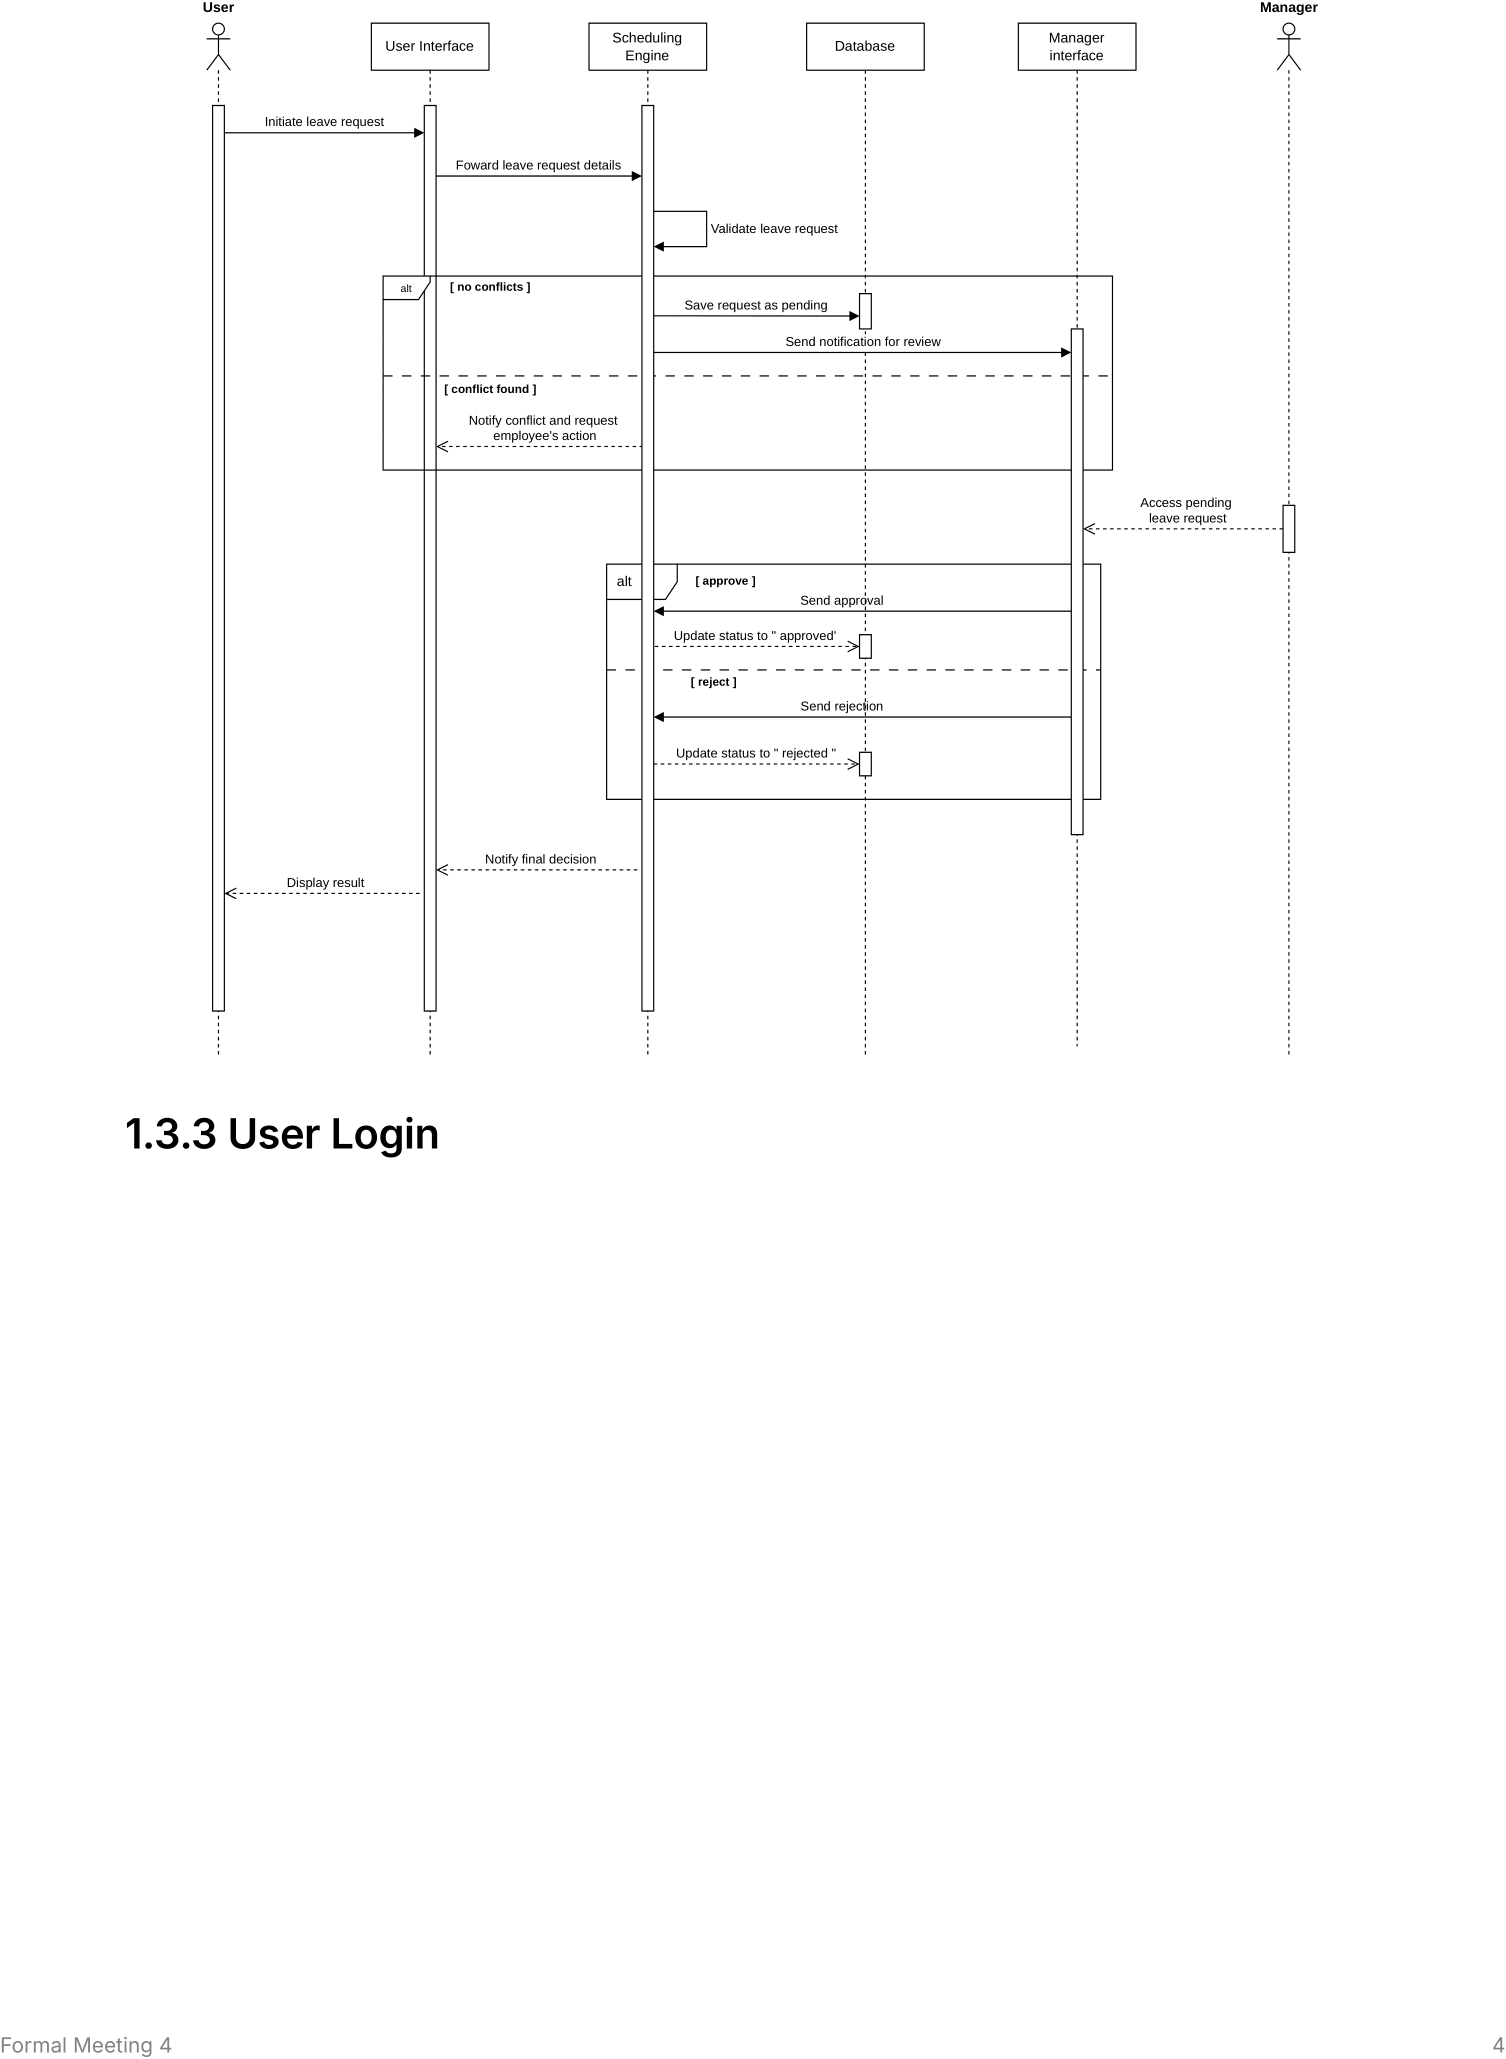 User
Manager
User Interface
Scheduling
Engine
Database
Manager
interface
Initiate leave request
Foward leave request details
Validate leave request
alt
[ no conflicts ]
Save request as pending
Send notification for review
[ conflict found ]
Notify conflict and request
employee's action
Access pending
leave request
alt
[ approve ]
Send approval
Update status to " approved'
[ reject ]
Send rejection
Update status to " rejected "
Notify final decision
Display result
1.3.3 User Login
Formal Meeting 4
4